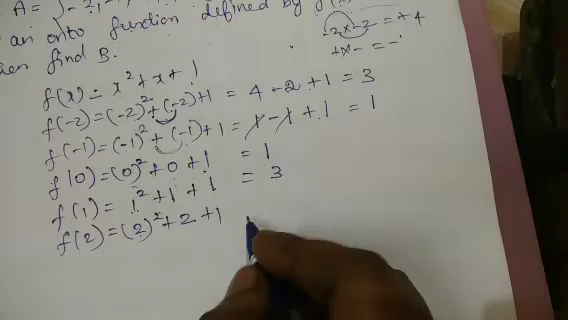 A = {-2, -1
an onto function defined by f(x)
then find B.
-2x-2 = +4
+x- = -
f(x) = x² + x + 1
f(-2) = (-2)² + (-2) + 1 = 4 - 2 + 1 = 3
f(-1) = (-1)² + (-1) + 1 = 1 - 1 + 1 = 1
f(0) = (0)² + 0 + 1 = 1
f(1) = 1² + 1 + 1 = 3
f(2) = (2)² + 2 + 1